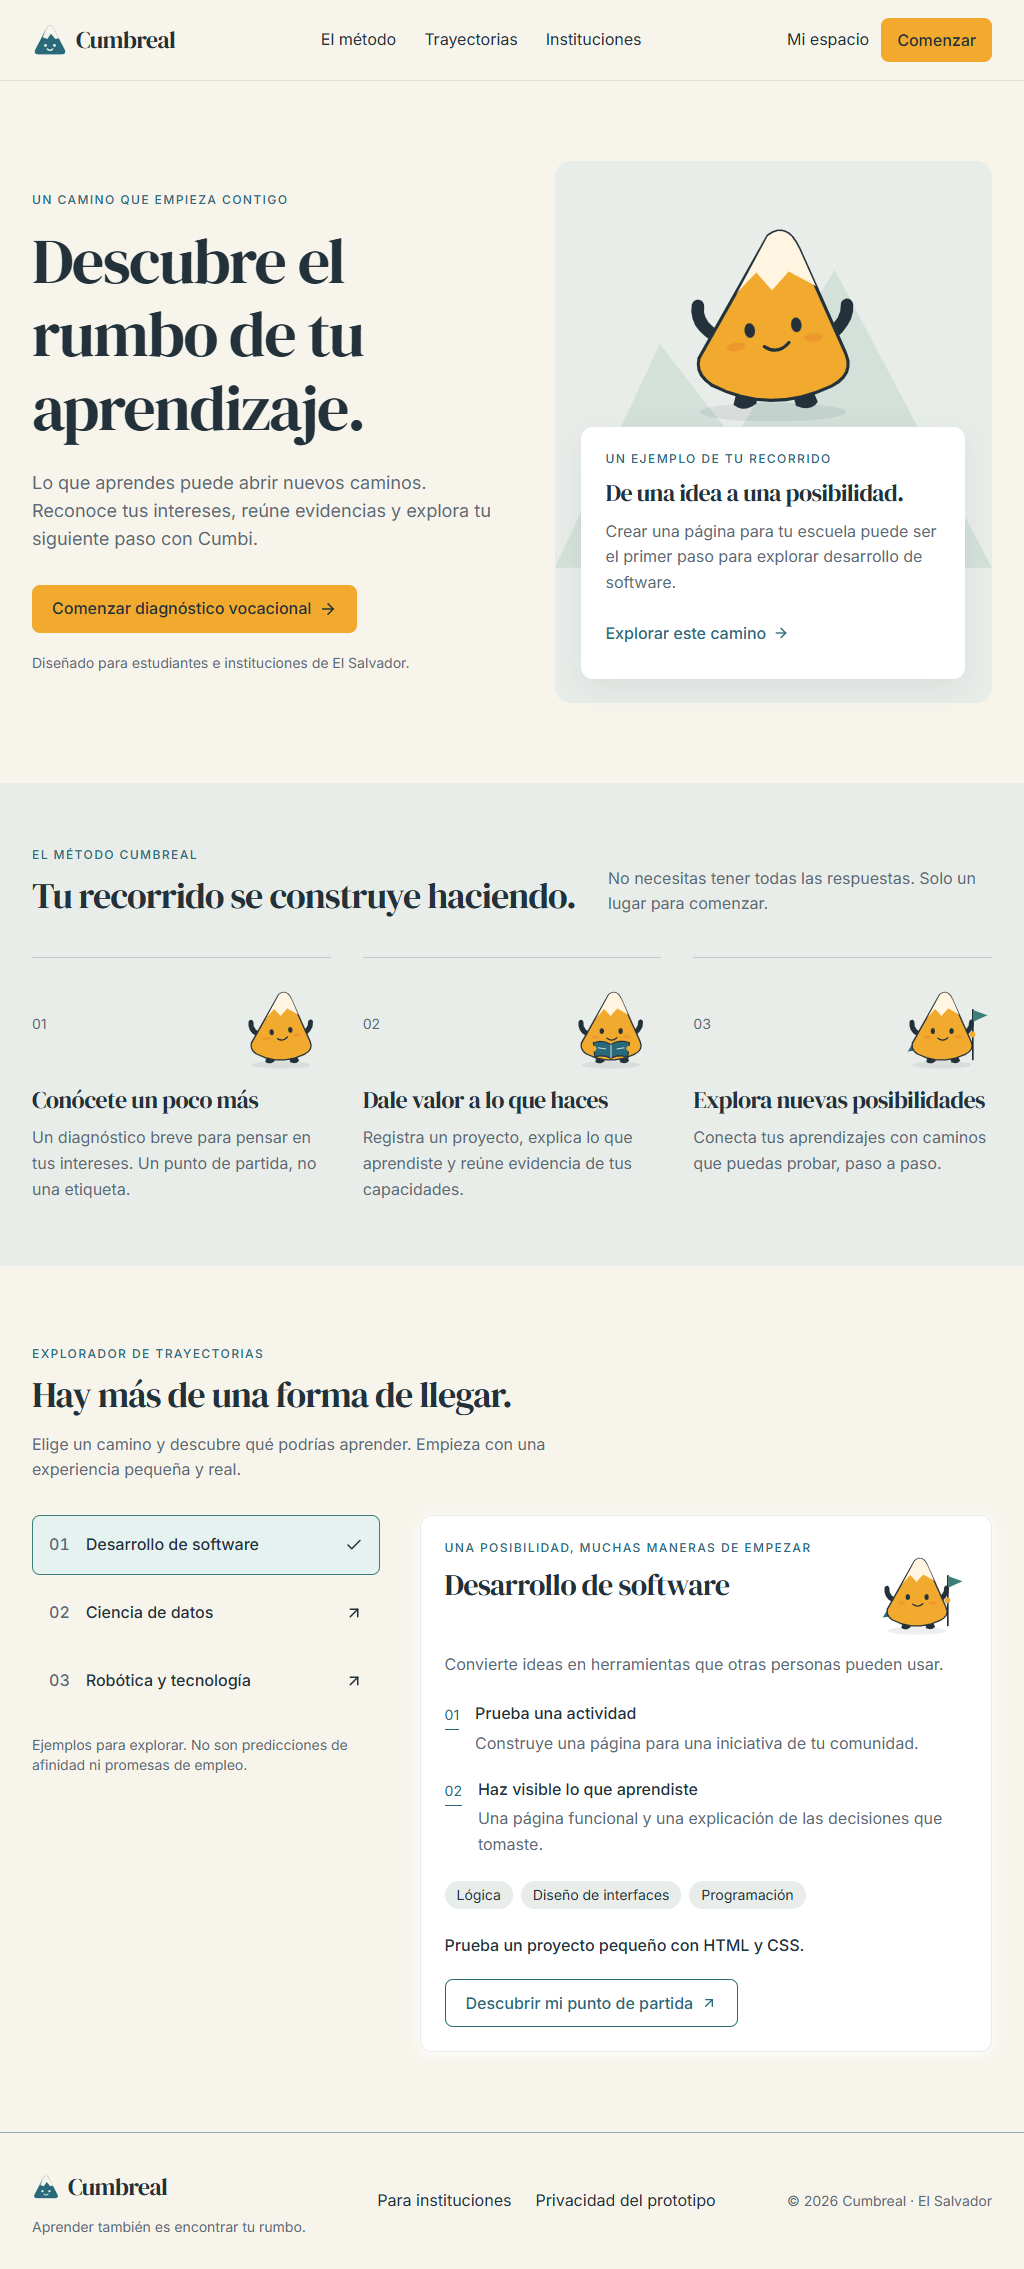 Cumbreal
El método
Trayectorias
Instituciones
Mi espacio
Comenzar
UN CAMINO QUE EMPIEZA CONTIGO
Descubre el
rumbo de tu
aprendizaje.
Lo que aprendes puede abrir nuevos caminos.
Reconoce tus intereses, reúne evidencias y explora tu
siguiente paso con Cumbi.
Comenzar diagnóstico vocacional
Diseñado para estudiantes e instituciones de El Salvador.
UN EJEMPLO DE TU RECORRIDO
De una idea a una posibilidad.
Crear una página para tu escuela puede ser
el primer paso para explorar desarrollo de
software.
Explorar este camino
EL MÉTODO CUMBREAL
Tu recorrido se construye haciendo.
No necesitas tener todas las respuestas. Solo un
lugar para comenzar.
01
Conócete un poco más
Un diagnóstico breve para pensar en
tus intereses. Un punto de partida, no
una etiqueta.
02
Dale valor a lo que haces
Registra un proyecto, explica lo que
aprendiste y reúne evidencia de tus
capacidades.
03
Explora nuevas posibilidades
Conecta tus aprendizajes con caminos
que puedas probar, paso a paso.
EXPLORADOR DE TRAYECTORIAS
Hay más de una forma de llegar.
Elige un camino y descubre qué podrías aprender. Empieza con una
experiencia pequeña y real.
01 Desarrollo de software
02 Ciencia de datos
03 Robótica y tecnología
Ejemplos para explorar. No son predicciones de
afinidad ni promesas de empleo.
UNA POSIBILIDAD, MUCHAS MANERAS DE EMPEZAR
Desarrollo de software
Convierte ideas en herramientas que otras personas pueden usar.
01 Prueba una actividad
Construye una página para una iniciativa de tu comunidad.
02 Haz visible lo que aprendiste
Una página funcional y una explicación de las decisiones que
tomaste.
Lógica
Diseño de interfaces
Programación
Prueba un proyecto pequeño con HTML y CSS.
Descubrir mi punto de partida
Cumbreal
Aprender también es encontrar tu rumbo.
Para instituciones
Privacidad del prototipo
© 2026 Cumbreal · El Salvador